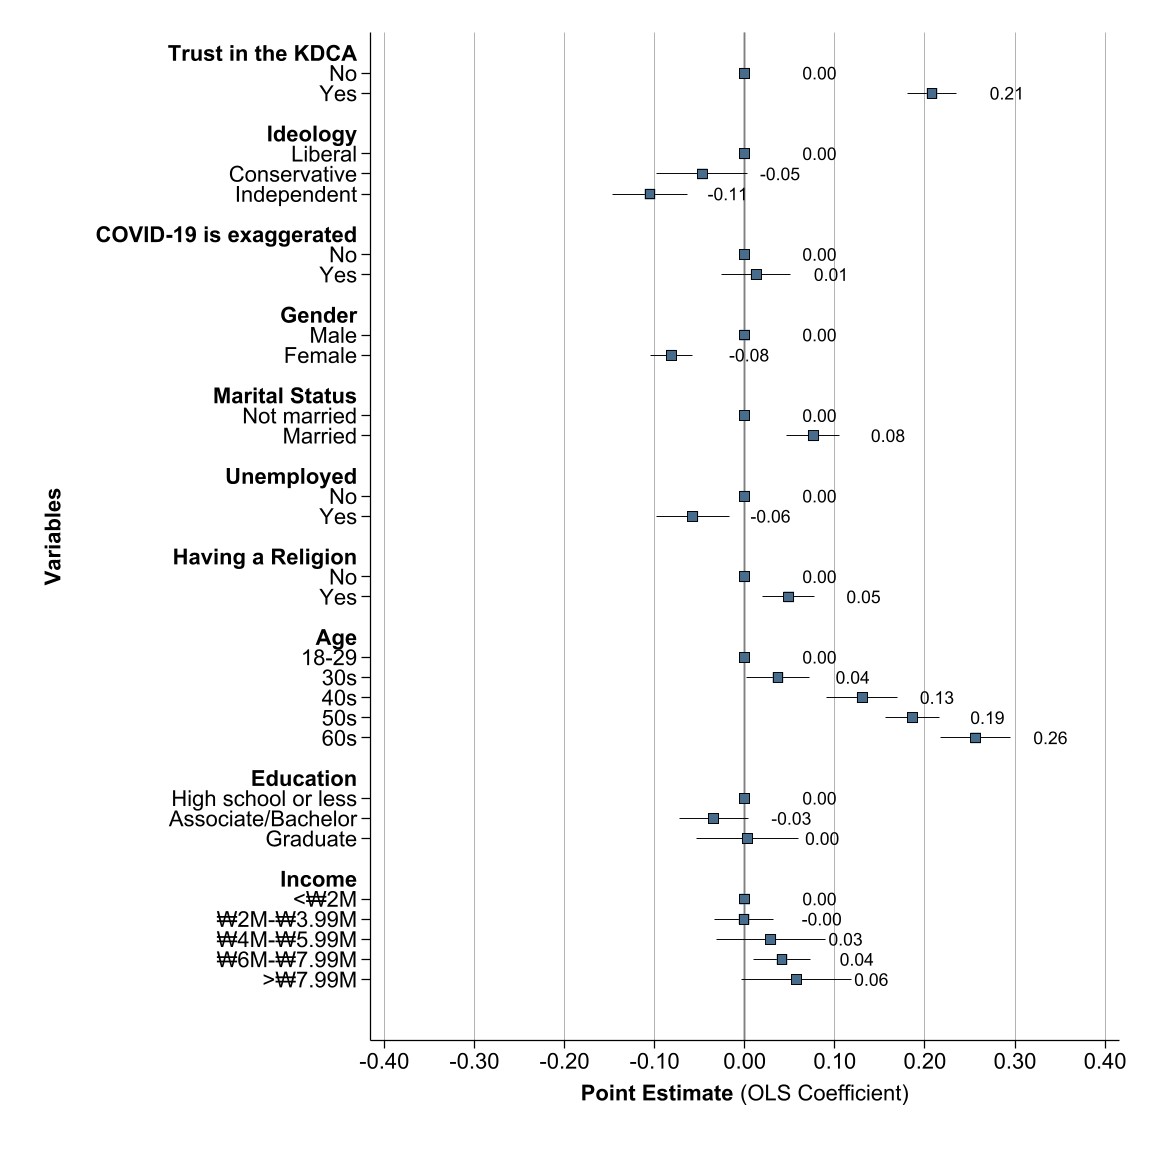 Trust in the KDCA
No 0.00
Yes 0.21
Ideology
Liberal 0.00
Conservative -0.05
Independent -0.11
COVID-19 is exaggerated
No 0.00
Yes 0.01
Gender
Male 0.00
Female -0.08
Marital Status
Not married 0.00
Married 0.08
Unemployed
No 0.00
Yes -0.06
Having a Religion
No 0.00
Yes 0.05
Age
18-29 0.00
30s 0.04
40s 0.13
50s 0.19
60s 0.26
Education
High school or less 0.00
Associate/Bachelor -0.03
Graduate 0.00
Income
<₩2M 0.00
₩2M-₩3.99M -0.00
₩4M-₩5.99M 0.03
₩6M-₩7.99M 0.04
>₩7.99M 0.06
Variables
-0.40 -0.30 -0.20 -0.10 0.00 0.10 0.20 0.30 0.40
Point Estimate (OLS Coefficient)